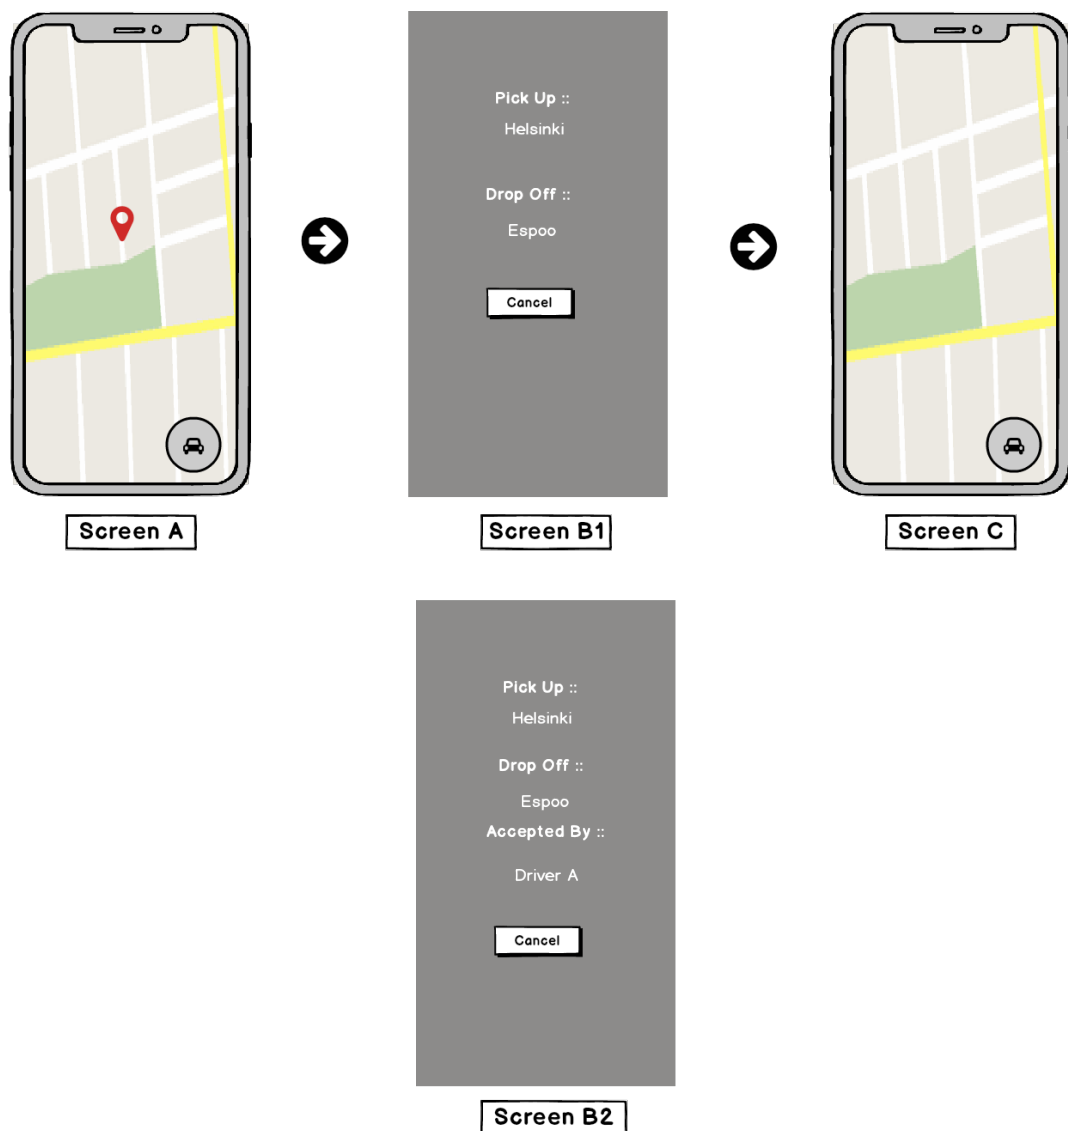 Pick Up ::
Helsinki
Drop Off ::
Espoo
Cancel
Screen A
Screen B1
Screen C
Pick Up ::
Helsinki
Drop Off ::
Espoo
Accepted By ::
Driver A
Cancel
Screen B2